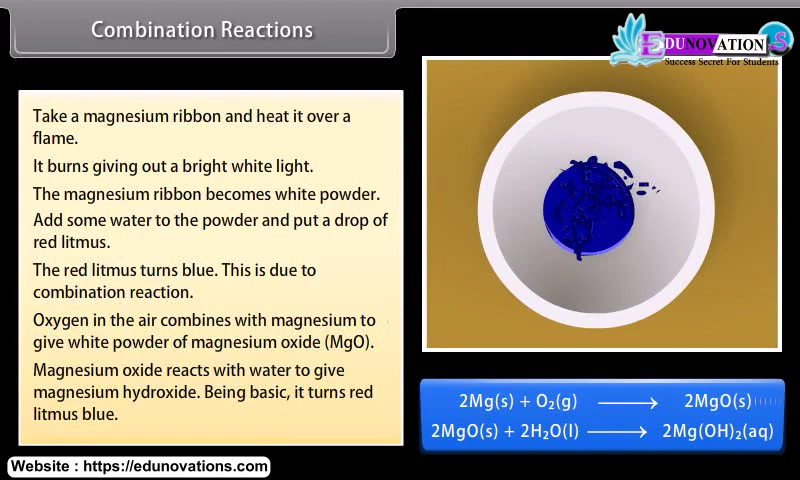 Combination Reactions
EDUNOVATION.S
Success Secret For Students
Take a magnesium ribbon and heat it over a
flame.
It burns giving out a bright white light.
The magnesium ribbon becomes white powder.
Add some water to the powder and put a drop of
red litmus.
The red litmus turns blue. This is due to
combination reaction.
Oxygen in the air combines with magnesium to
give white powder of magnesium oxide (MgO).
Magnesium oxide reacts with water to give
magnesium hydroxide. Being basic, it turns red
litmus blue.
2Mg(s) + O₂(g) ⟶ 2MgO(s)
2MgO(s) + 2H₂O(l) ⟶ 2Mg(OH)₂(aq)
Website : https://edunovations.com